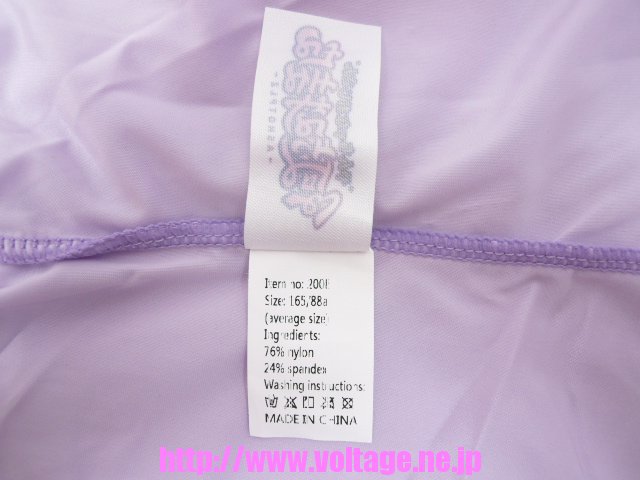 Item no: 2008
Size: 165/88a
(average size)
Ingredients:
76% nylon
24% spandex
Washing instructions:
MADE IN CHINA
http://www.voltage.ne.jp